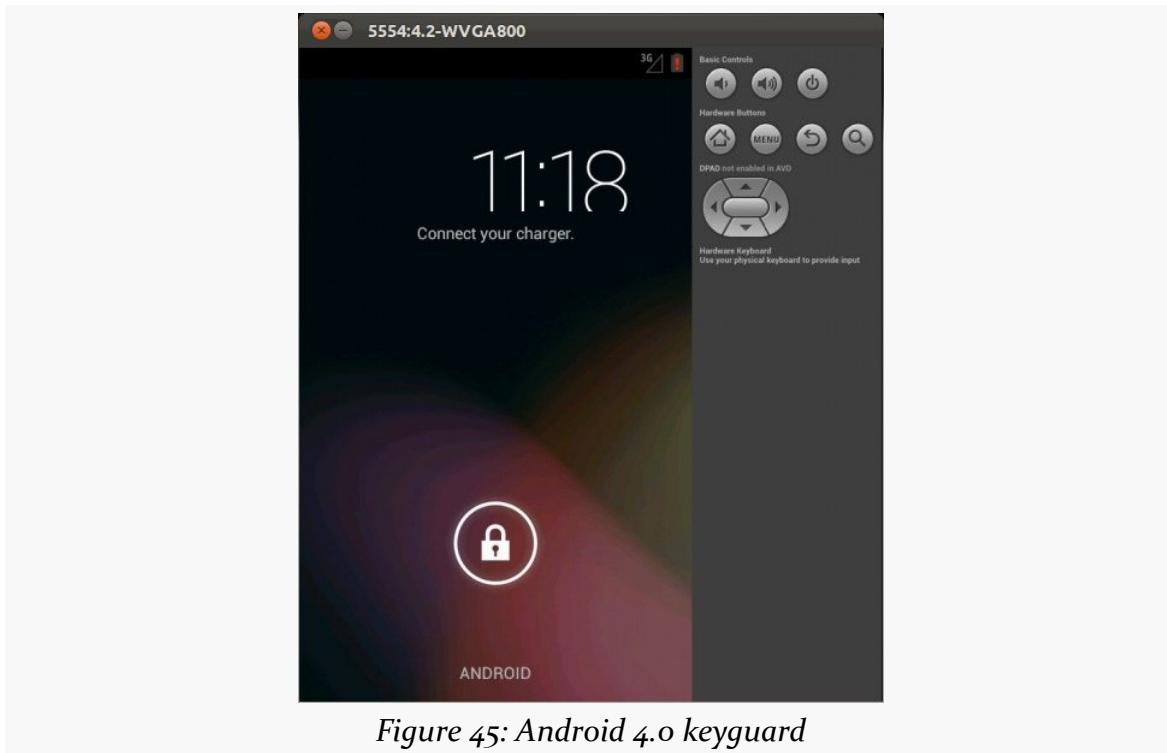 5554:4.2-WVGA800
3G
11:18
Connect your charger.
ANDROID
Basic Controls
Hardware Buttons
MENU
DPAD not enabled in AVD
Hardware Keyboard
Use your physical keyboard to provide input
Figure 45: Android 4.0 keyguard